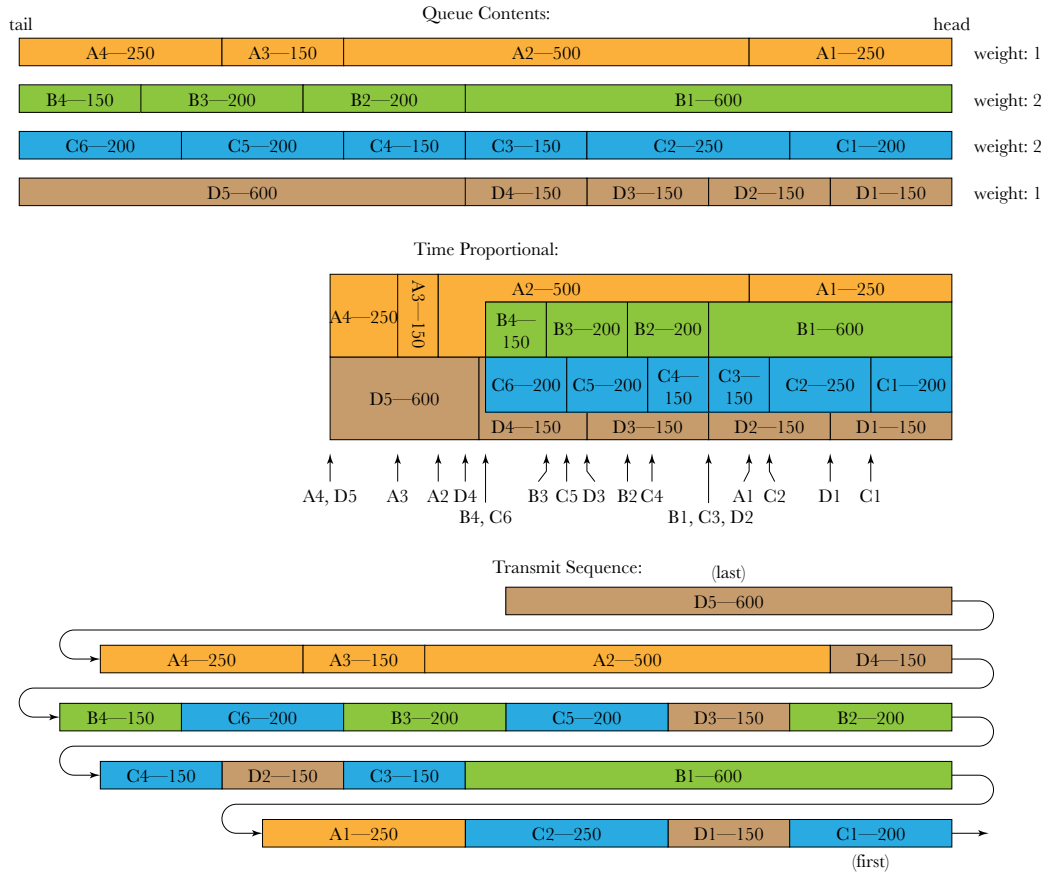 Queue Contents:
tail head
A4—250 A3—150 A2—500 A1—250 weight: 1
B4—150 B3—200 B2—200 B1—600 weight: 2
C6—200 C5—200 C4—150 C3—150 C2—250 C1—200 weight: 2
D5—600 D4—150 D3—150 D2—150 D1—150 weight: 1
Time Proportional:
A4—250 A3—150 A2—500 A1—250
B4—150 B3—200 B2—200 B1—600
C6—200 C5—200 C4—150 C3—150 C2—250 C1—200
D5—600 D4—150 D3—150 D2—150 D1—150
A4, D5 A3 A2 D4 B3 C5 D3 B2 C4 A1 C2 D1 C1
B4, C6 B1, C3, D2
Transmit Sequence: (last)
D5—600
A4—250 A3—150 A2—500 D4—150
B4—150 C6—200 B3—200 C5—200 D3—150 B2—200
C4—150 D2—150 C3—150 B1—600
A1—250 C2—250 D1—150 C1—200
(first)